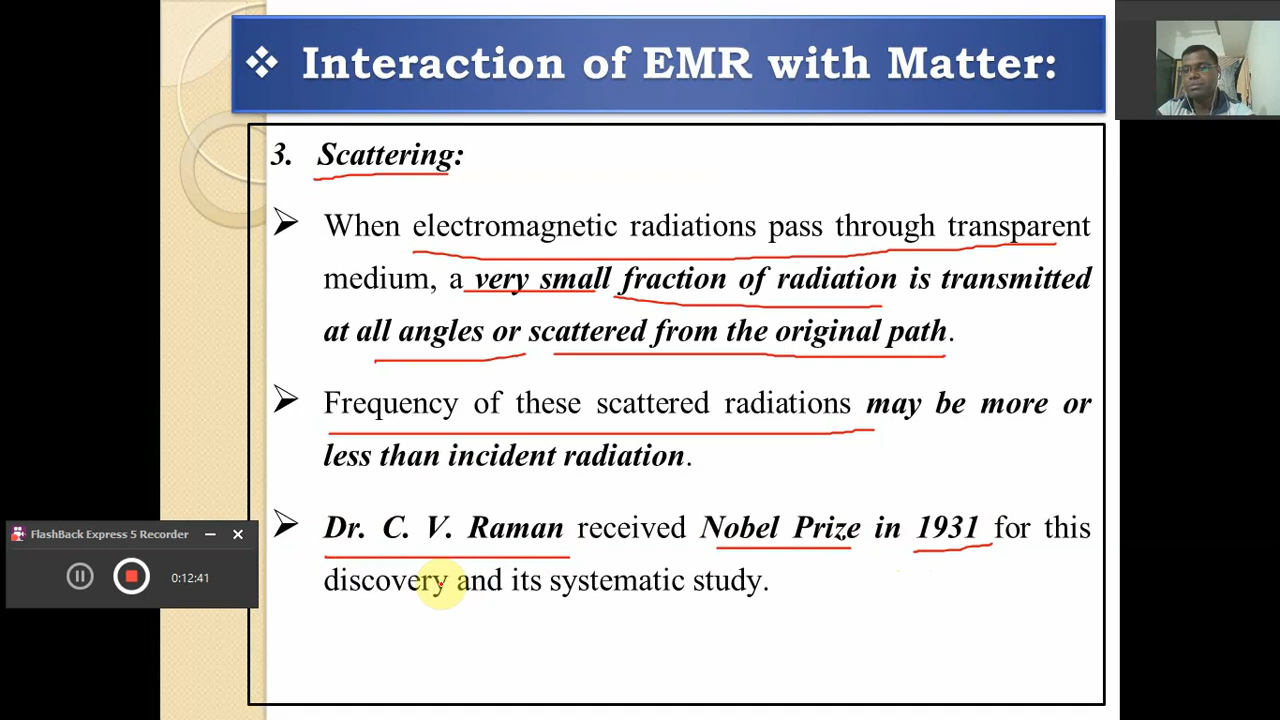 ❖ Interaction of EMR with Matter:
3. Scattering:
➢ When electromagnetic radiations pass through transparent
medium, a very small fraction of radiation is transmitted
at all angles or scattered from the original path.
➢ Frequency of these scattered radiations may be more or
less than incident radiation.
➢ Dr. C. V. Raman received Nobel Prize in 1931 for this
discovery and its systematic study.
FlashBack Express 5 Recorder
0:12:41